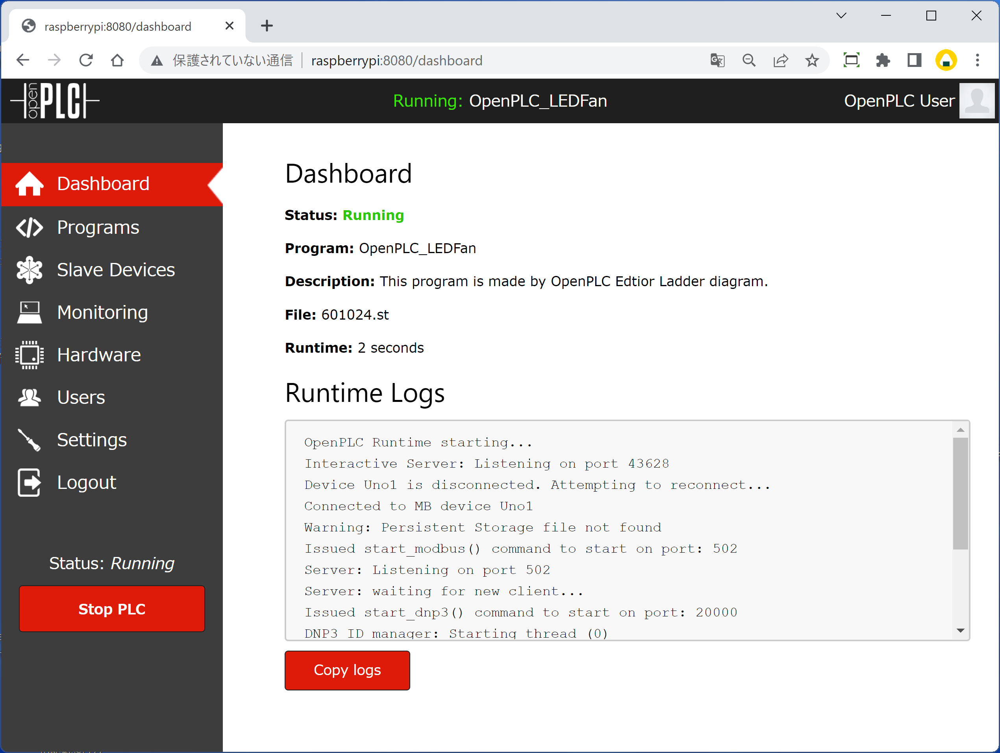 raspberrypi:8080/dashboard
保護されていない通信 raspberrypi:8080/dashboard
open PLC
Running: OpenPLC_LEDFan
OpenPLC User
Dashboard
Programs
Slave Devices
Monitoring
Hardware
Users
Settings
Logout
Status: Running
Stop PLC
Dashboard
Status: Running
Program: OpenPLC_LEDFan
Description: This program is made by OpenPLC Edtior Ladder diagram.
File: 601024.st
Runtime: 2 seconds
Runtime Logs
OpenPLC Runtime starting...
Interactive Server: Listening on port 43628
Device Uno1 is disconnected. Attempting to reconnect...
Connected to MB device Uno1
Warning: Persistent Storage file not found
Issued start_modbus() command to start on port: 502
Server: Listening on port 502
Server: waiting for new client...
Issued start_dnp3() command to start on port: 20000
DNP3 ID manager: Starting thread (0)
Copy logs